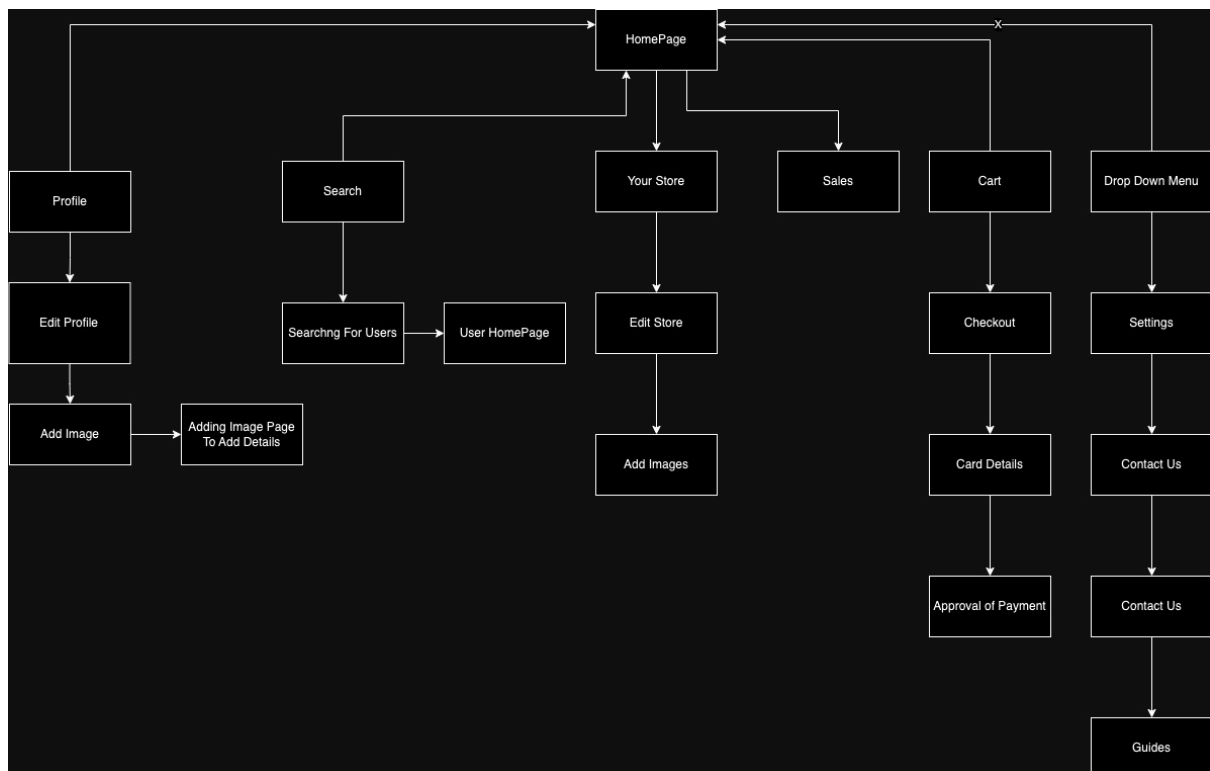 HomePage
x
Profile
Search
Your Store
Sales
Cart
Drop Down Menu
Edit Profile
Searchng For Users
User HomePage
Edit Store
Checkout
Settings
Add Image
Adding Image Page
To Add Details
Add Images
Card Details
Contact Us
Approval of Payment
Contact Us
Guides